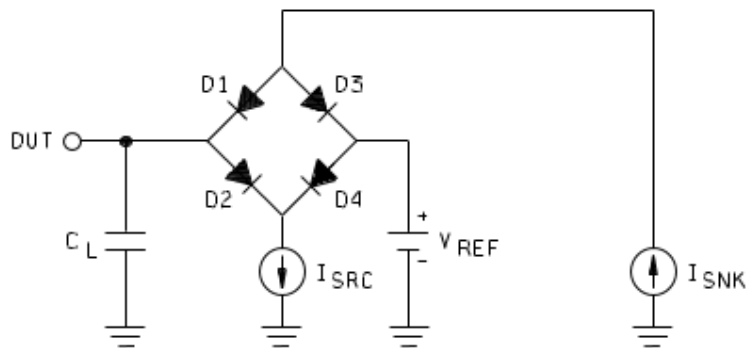 D1
D3
DUT
D2
D4
C L
+
V REF
-
I SRC
I SNK